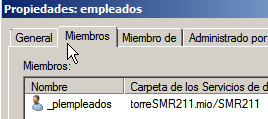 Propiedades: empleados
General Miembros Miembro de Administrado por
Miembros:
Nombre Carpeta de los Servicios de d
_plempleados torreSMR211.mio/SMR211